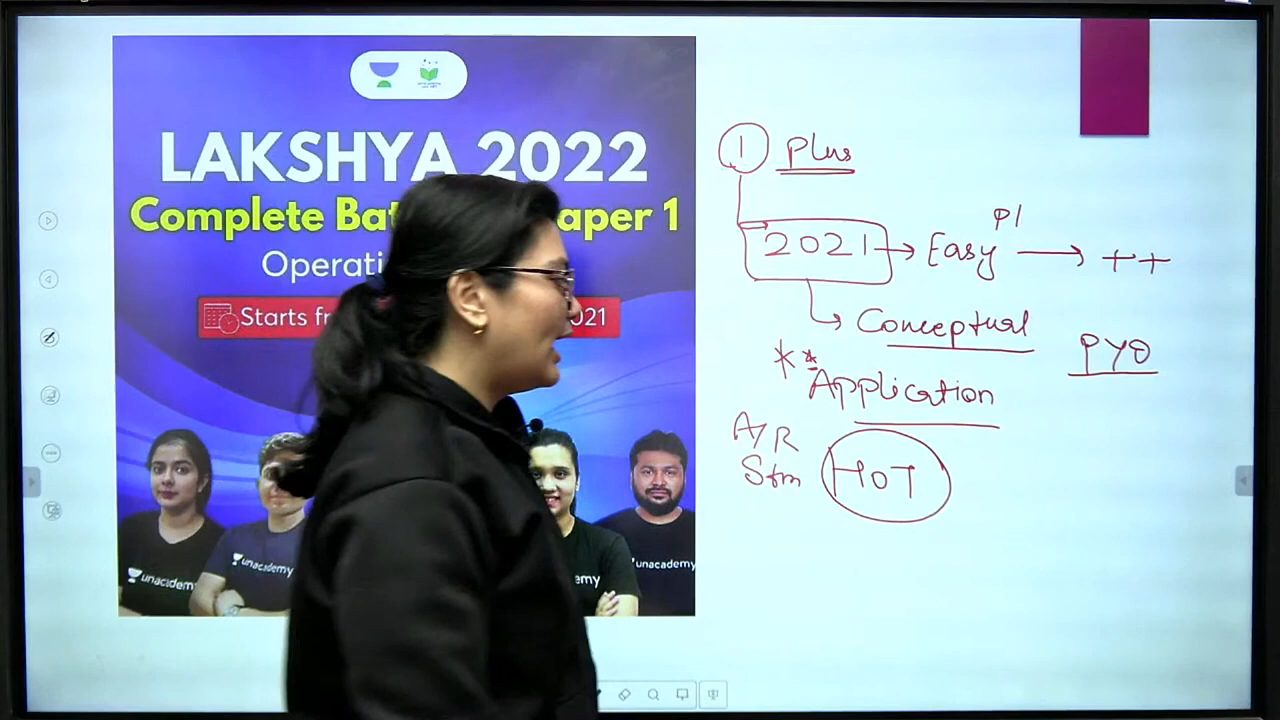 LAKSHYA 2022
Complete Bat aper 1
Operati
Starts fr 021
unacademy
unacademy
emy
unacademy
1 Plus
2021 → Easy p1 → ++
Conceptual
PYQ
** Application
A/R
Stm
HOT